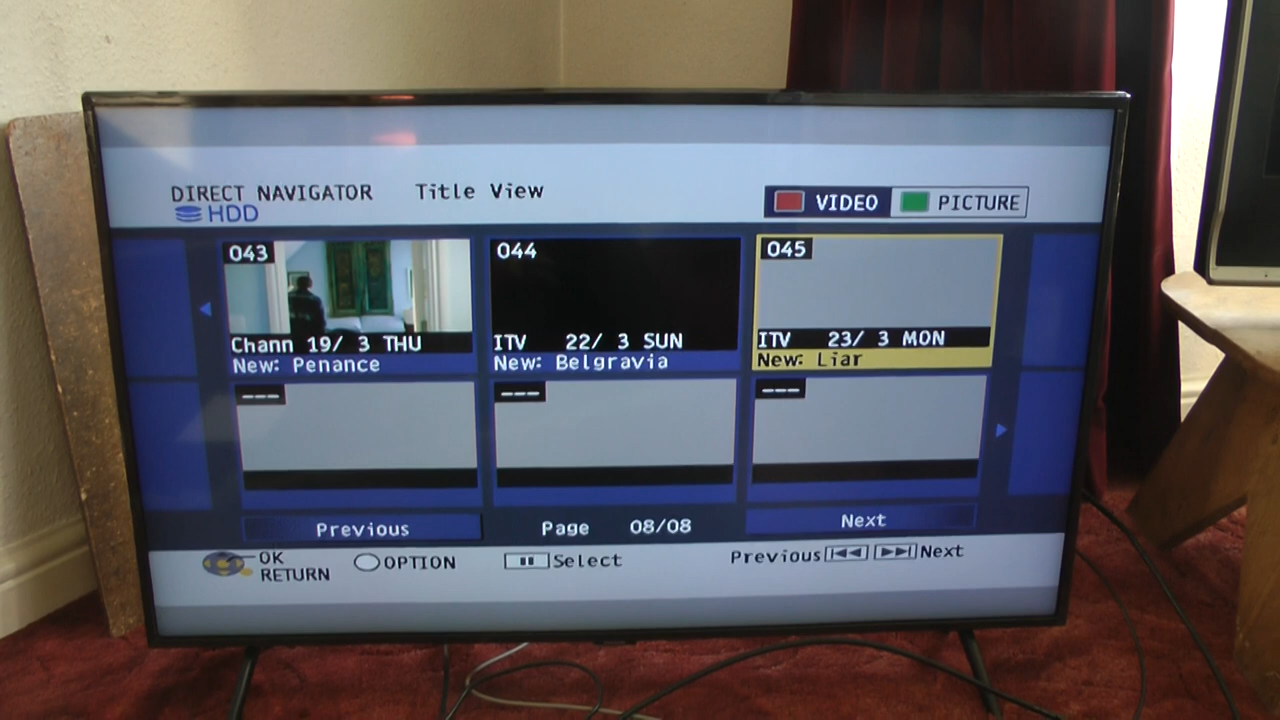 DIRECT NAVIGATOR Title View
HDD
VIDEO PICTURE
043
Chann 19/ 3 THU
New: Penance
044
ITV 22/ 3 SUN
New: Belgravia
045
ITV 23/ 3 MON
New: Liar
---
---
---
Previous Page 08/08 Next
OK
RETURN
OPTION
Select
Previous Next